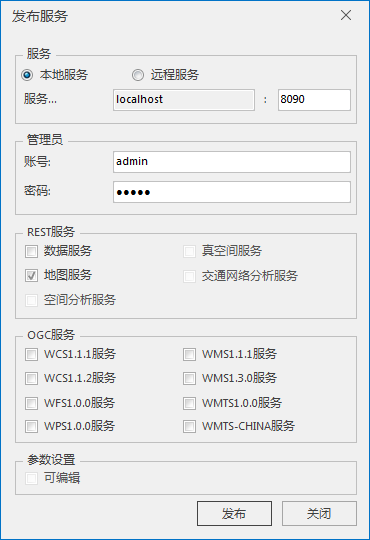 发布服务
服务
本地服务 远程服务
服务... localhost : 8090
管理员
账号: admin
密码: ●●●●●
REST服务
数据服务 真空间服务
地图服务 交通网络分析服务
空间分析服务
OGC服务
WCS1.1.1服务 WMS1.1.1服务
WCS1.1.2服务 WMS1.3.0服务
WFS1.0.0服务 WMTS1.0.0服务
WPS1.0.0服务 WMTS-CHINA服务
参数设置
可编辑
发布 关闭